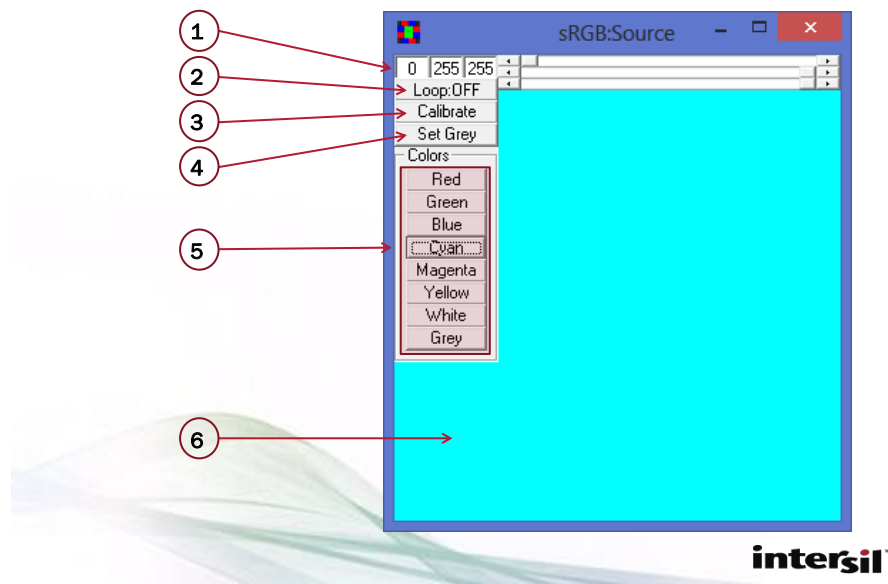 1
sRGB:Source
0 255 255
2
Loop:OFF
3
Calibrate
4
Set Grey
Colors
Red
Green
Blue
5
Cyan
Magenta
Yellow
White
Grey
6
intersil